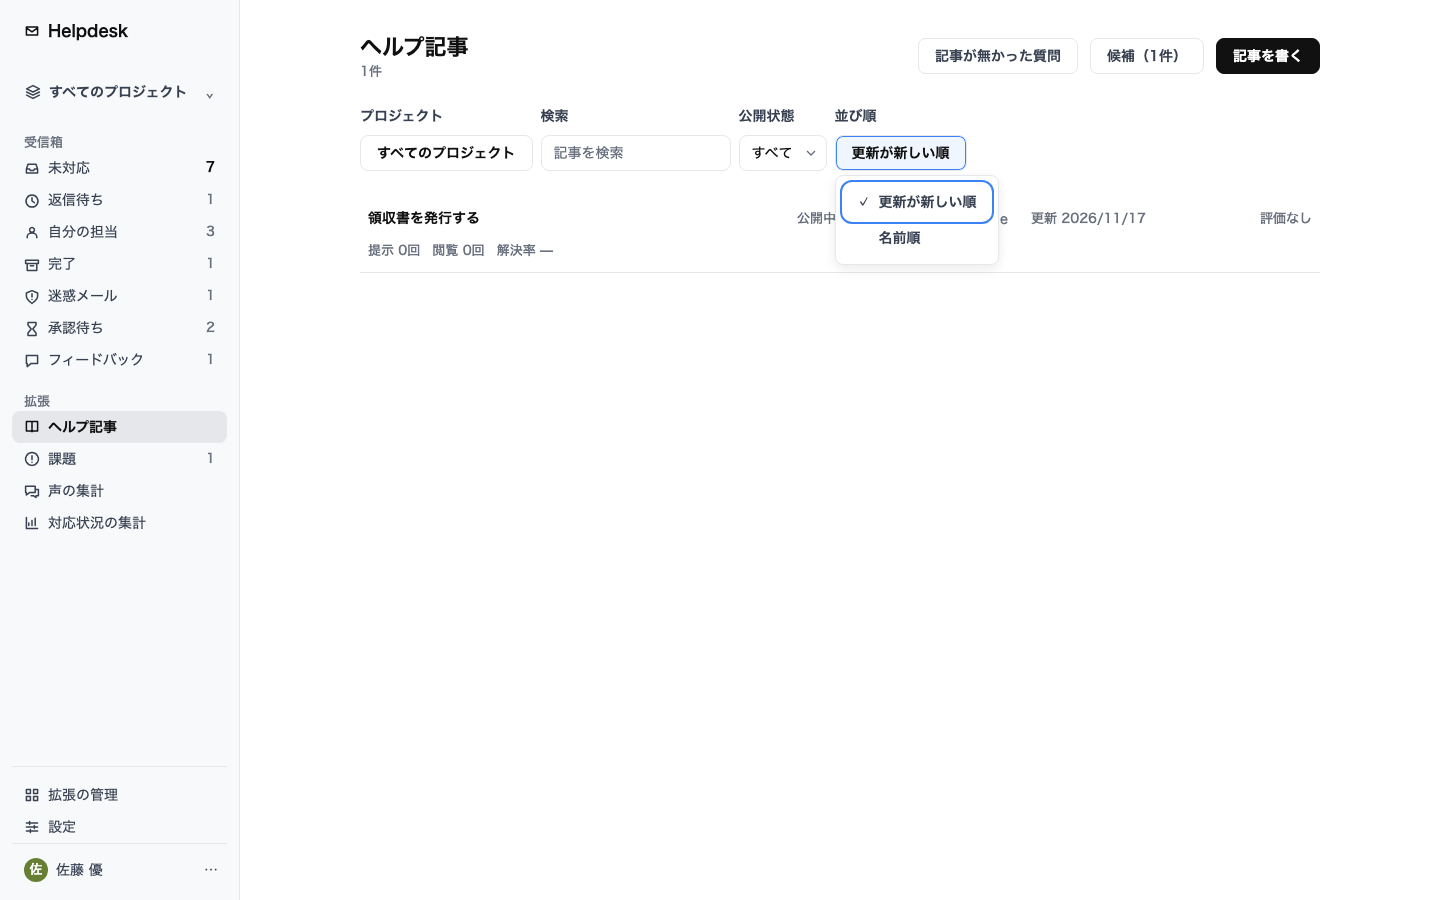 Helpdesk
すべてのプロジェクト
受信箱
未対応 7
返信待ち 1
自分の担当 3
完了 1
迷惑メール 1
承認待ち 2
フィードバック 1
拡張
ヘルプ記事
課題 1
声の集計
対応状況の集計
拡張の管理
設定
佐 佐藤 優 …
ヘルプ記事
1件
記事が無かった質問 候補（1件） 記事を書く
プロジェクト 検索 公開状態 並び順
すべてのプロジェクト 記事を検索 すべて 更新が新しい順
✓ 更新が新しい順
名前順
領収書を発行する 公開中 e 更新 2026/11/17 評価なし
提示 0回 閲覧 0回 解決率 —